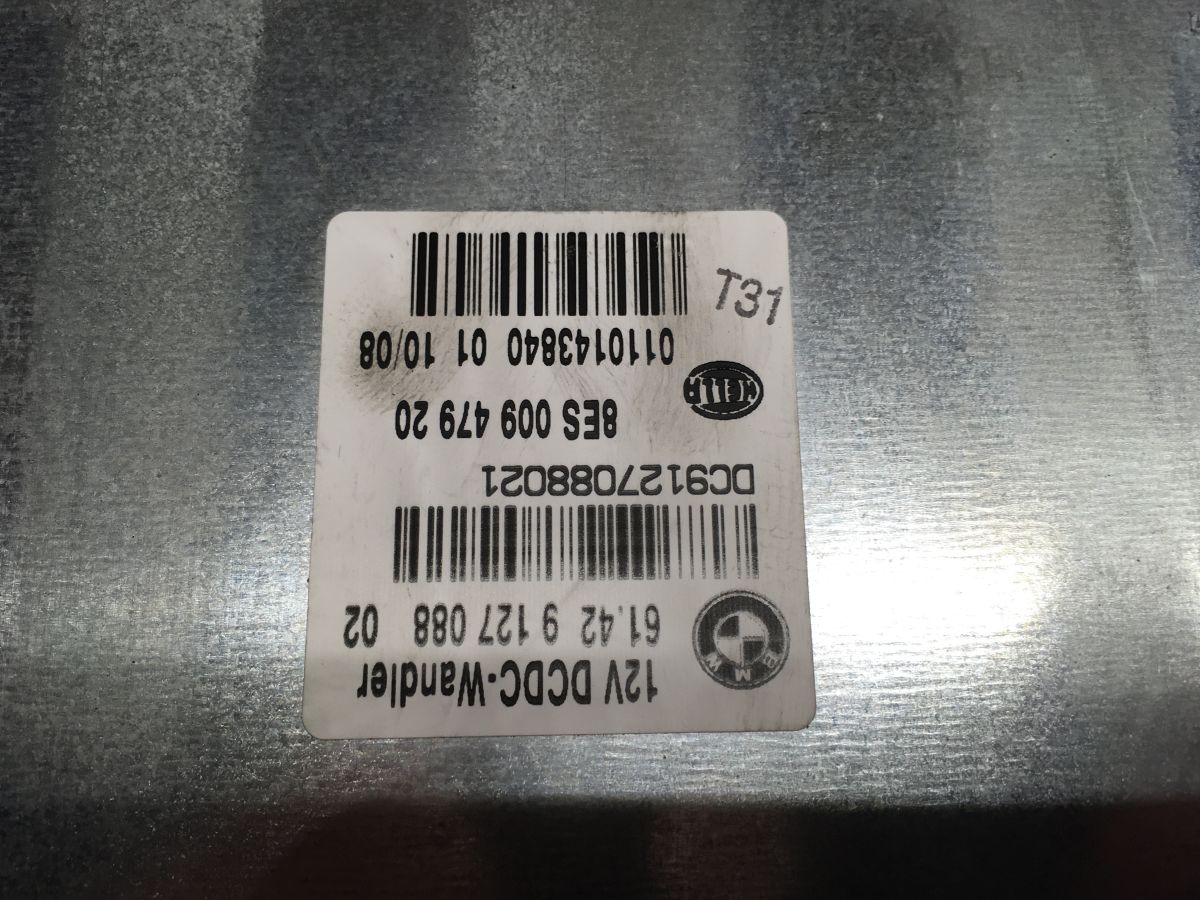 12V DCDC-Wandler
BMW
61.42 9 127 088 02
DC9127088021
8ES 009 479 20
HELLA
0110143840 01 10/08
T31